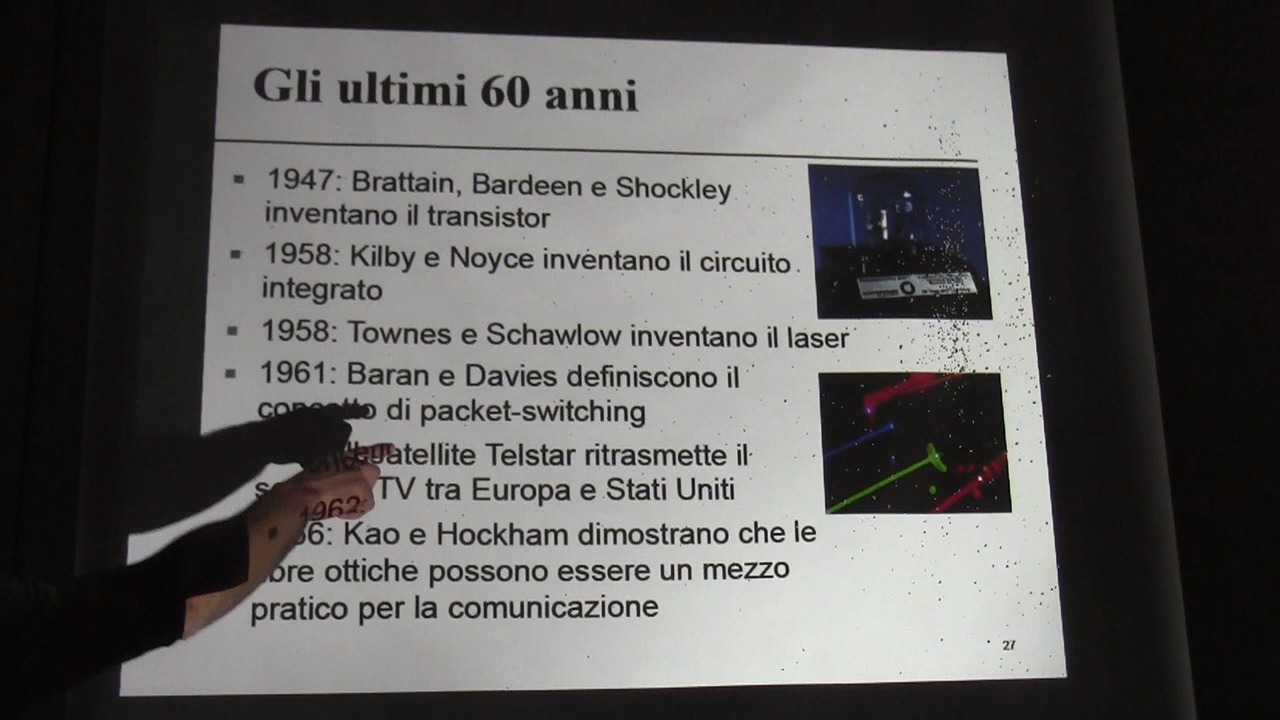 Gli ultimi 60 anni
1947: Brattain, Bardeen e Shockley
inventano il transistor
1958: Kilby e Noyce inventano il circuito
integrato
1958: Townes e Schawlow inventano il laser
1961: Baran e Davies definiscono il
concetto di packet-switching
1962: satellite Telstar ritrasmette il
TV tra Europa e Stati Uniti
66: Kao e Hockham dimostrano che le
bre ottiche possono essere un mezzo
pratico per la comunicazione
27